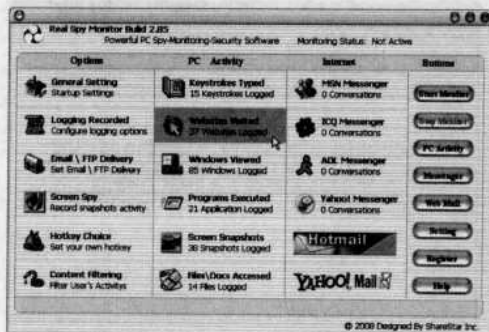 Real Spy Monitor Build 2.85
Powerful PC Spy-Monitoring-Security Software
Monitoring Status: Not Active
Options
PC Activity
Internet
Buttons
General Setting
Startup Settings
Keystrokes Typed
15 Keystrokes Logged
MSN Messenger
0 Conversations
Start Monitor
Logging Recorded
Configure logging options
Websites Visited
37 Websites Logged
ICQ Messenger
0 Conversations
Stop Monitor
Email \ FTP Delivery
Set Email \ FTP Delivery
Windows Viewed
85 Windows Logged
AOL Messenger
0 Conversations
PC Activity
Messenger
Screen Spy
Record snapshots activity
Programs Executed
21 Application Logged
Yahoo! Messenger
0 Conversations
Web Mail
Hotkey Choice
Set your own hotkey
Screen Snapshots
38 Snapshots Logged
Hotmail
Setting
Content Filtering
Filter User's Activitys
Files\Docs Accessed
14 Files Logged
YAHOO! Mail
Register
Help
© 2008 Designed By ShareStar Inc.